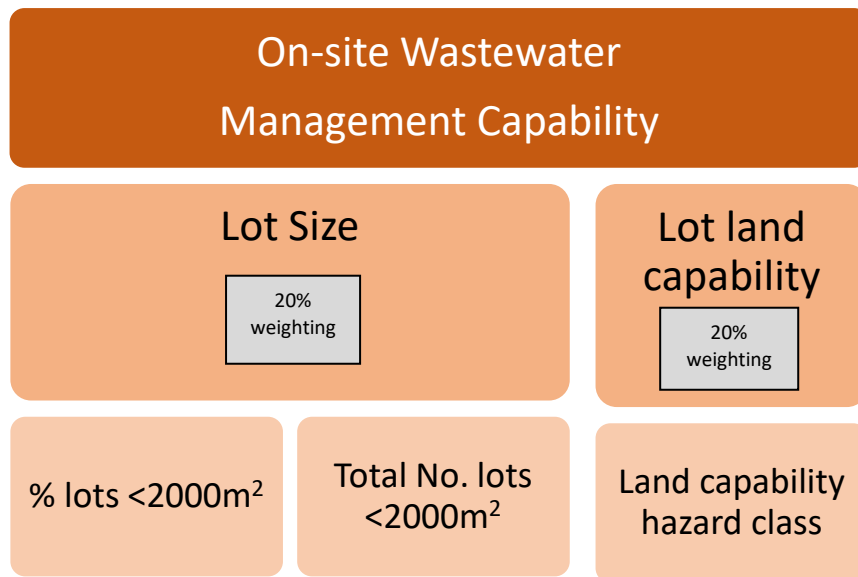 On-site Wastewater
Management Capability
Lot Size
20%
weighting
Lot land
capability
20%
weighting
% lots <2000m²
Total No. lots
<2000m²
Land capability
hazard class